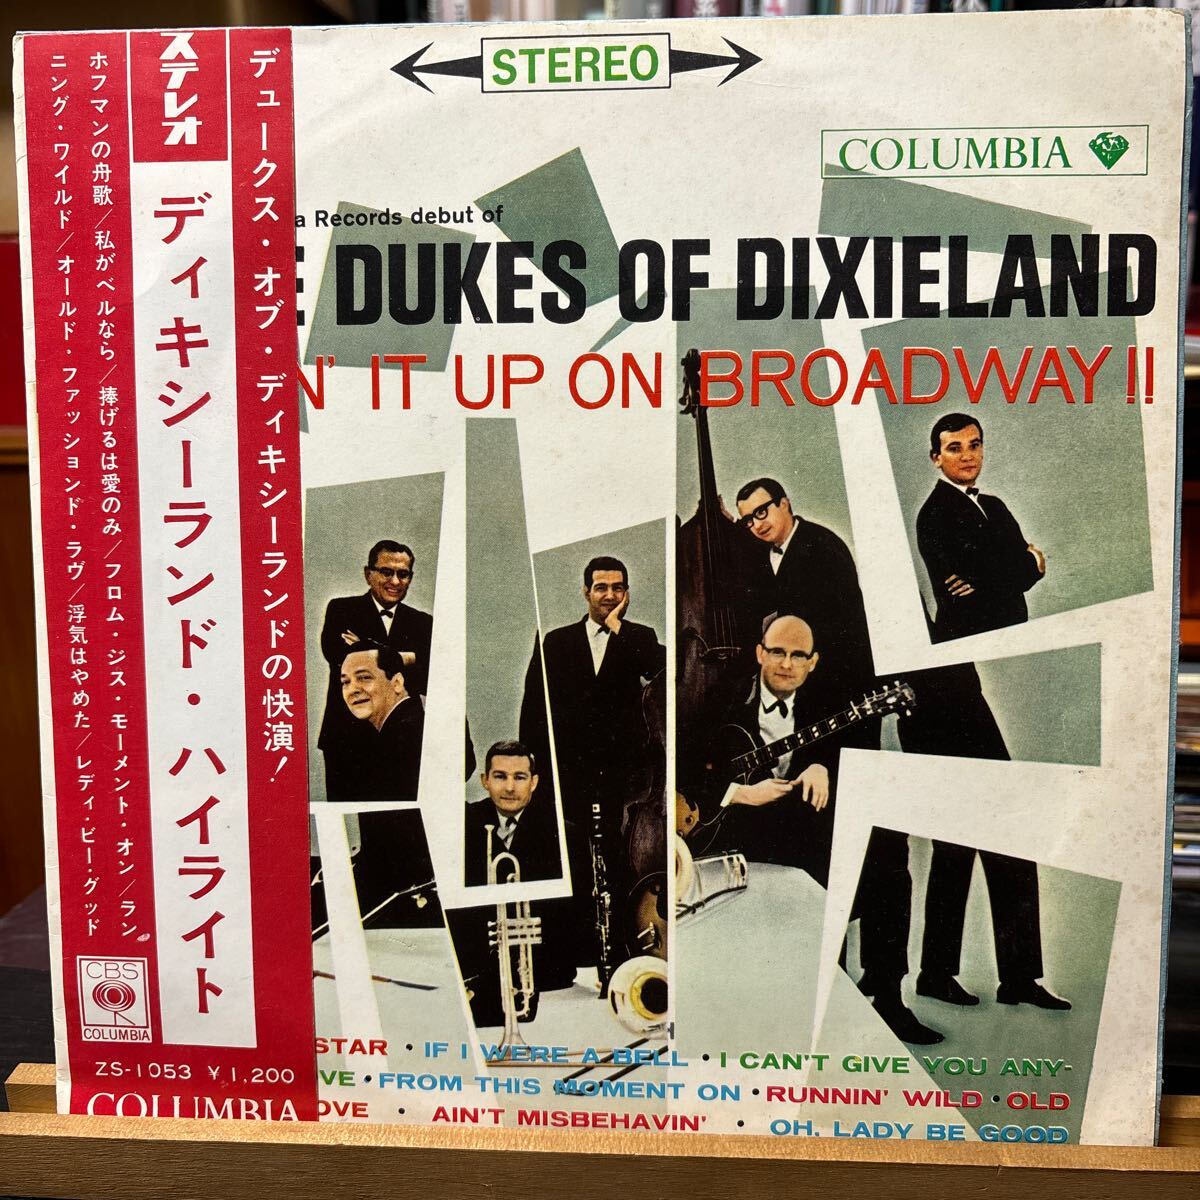 ステレオ
デュークス・オブ・ディキシーランドの快演!
ディキシーランド・ハイライト
ホフマンの舟歌/私がベルなら/捧げるは愛のみ/フロム・ジス・モーメント・オン/ラン
ニング・ワイルド/オールド・ファッションド・ラヴ/浮気はやめた/レディ・ビー・グッド
CBS
COLUMBIA
ZS-1053 ¥1,200
COLUMBIA
STEREO
COLUMBIA
a Records debut of
E DUKES OF DIXIELAND
N' IT UP ON BROADWAY!!
STAR • IF I WERE A BELL • I CAN'T GIVE YOU ANY-
VE • FROM THIS MOMENT ON • RUNNIN' WILD • OLD
OVE • AIN'T MISBEHAVIN' • OH, LADY BE GOOD